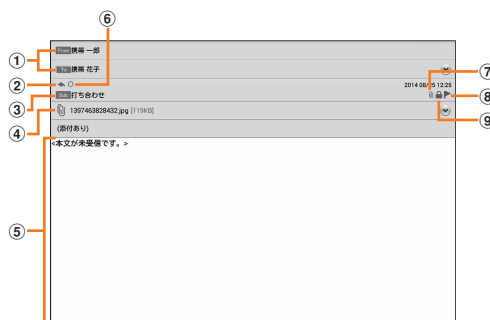 ⑥
① From 携帯 一郎
To 携帯 花子
② 2014 08/ 5 12:25 ⑦
③ Sub 打ち合わせ ⑧
④ 1397463828432.jpg [119KB] ⑨
(添付あり)
<本文が未受信です。>
⑤